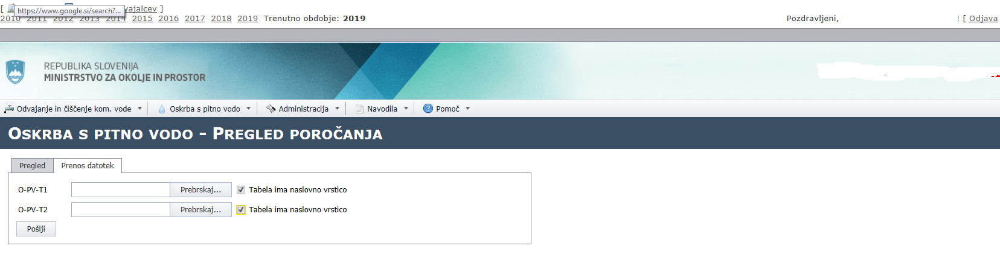 [ vajalcev ]
https://www.google.si/search?...
2010 2011 2012 2013 2014 2015 2016 2017 2018 2019 Trenutno obdobje: 2019 Pozdravljeni, ! [ Odjava
REPUBLIKA SLOVENIJA
MINISTRSTVO ZA OKOLJE IN PROSTOR
Odvajanje in čiščenje kom. vode Oskrba s pitno vodo Administracija Navodila Pomoč
OSKRBA S PITNO VODO - PREGLED POROČANJA
Pregled Prenos datotek
O-PV-T1 Prebrskaj... Tabela ima naslovno vrstico
O-PV-T2 Prebrskaj... Tabela ima naslovno vrstico
Pošlji